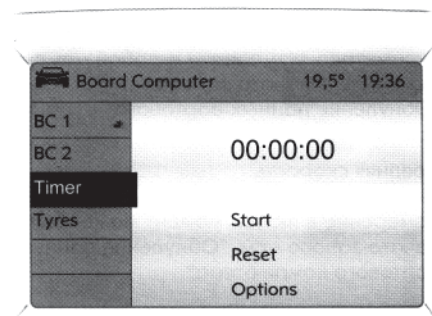 Board Computer 19,5° 19:36
BC 1
BC 2
Timer
Tyres
00:00:00
Start
Reset
Options